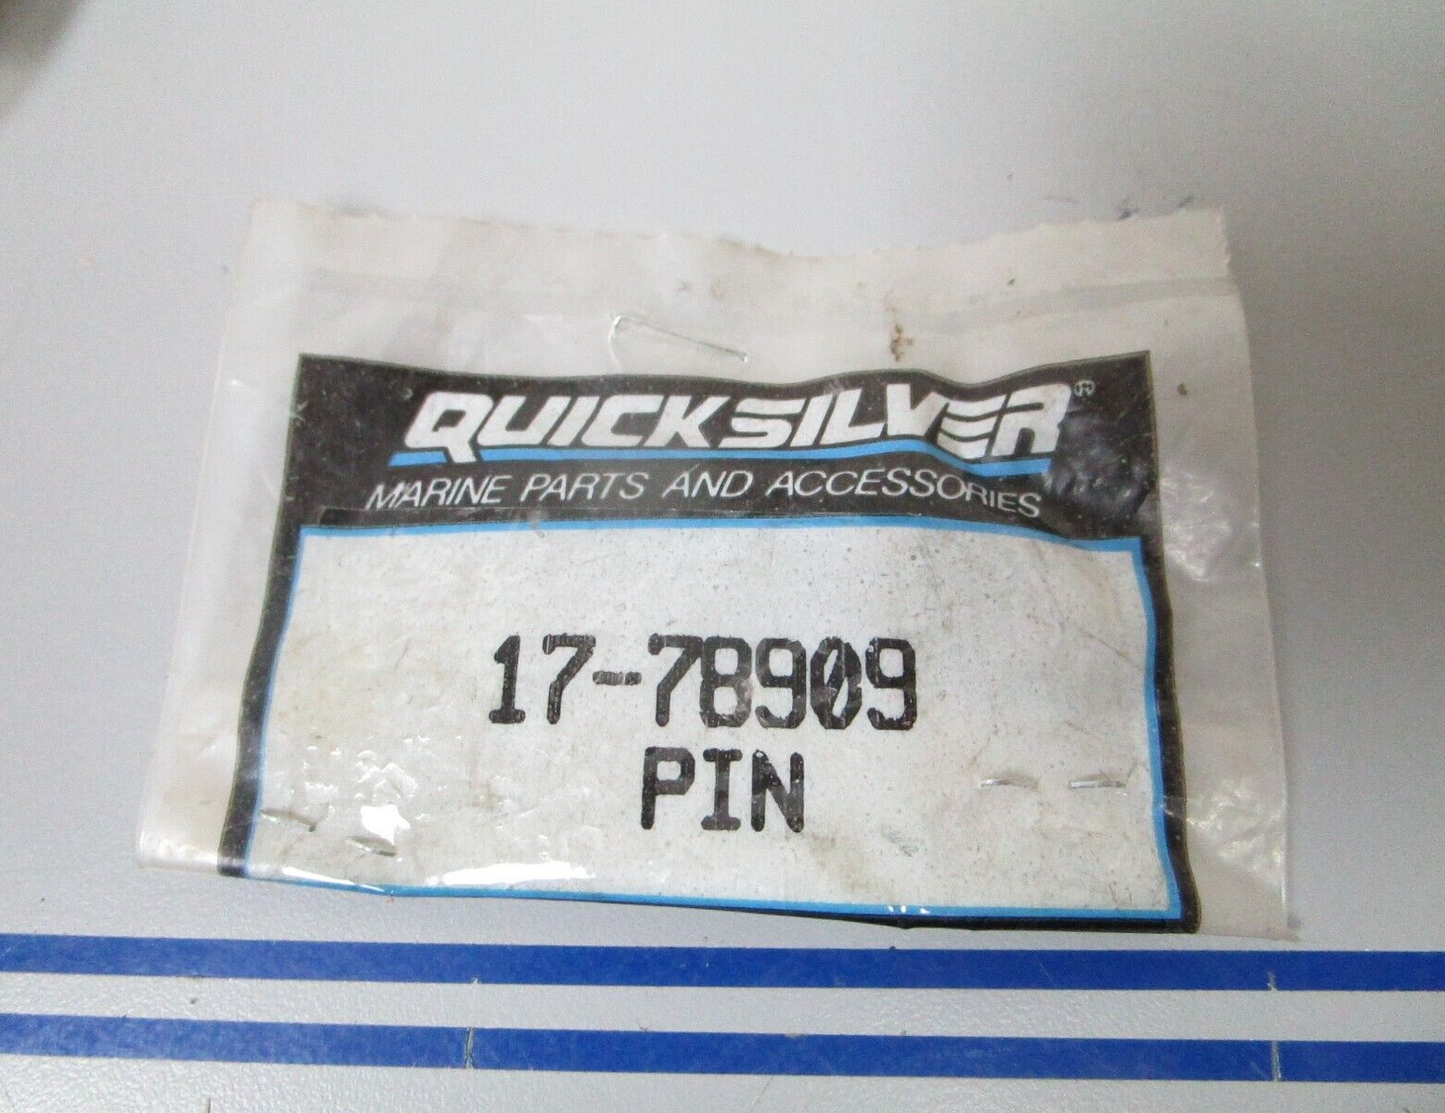 QUICKSILVER®
MARINE PARTS AND ACCESSORIES
17-78909
PIN